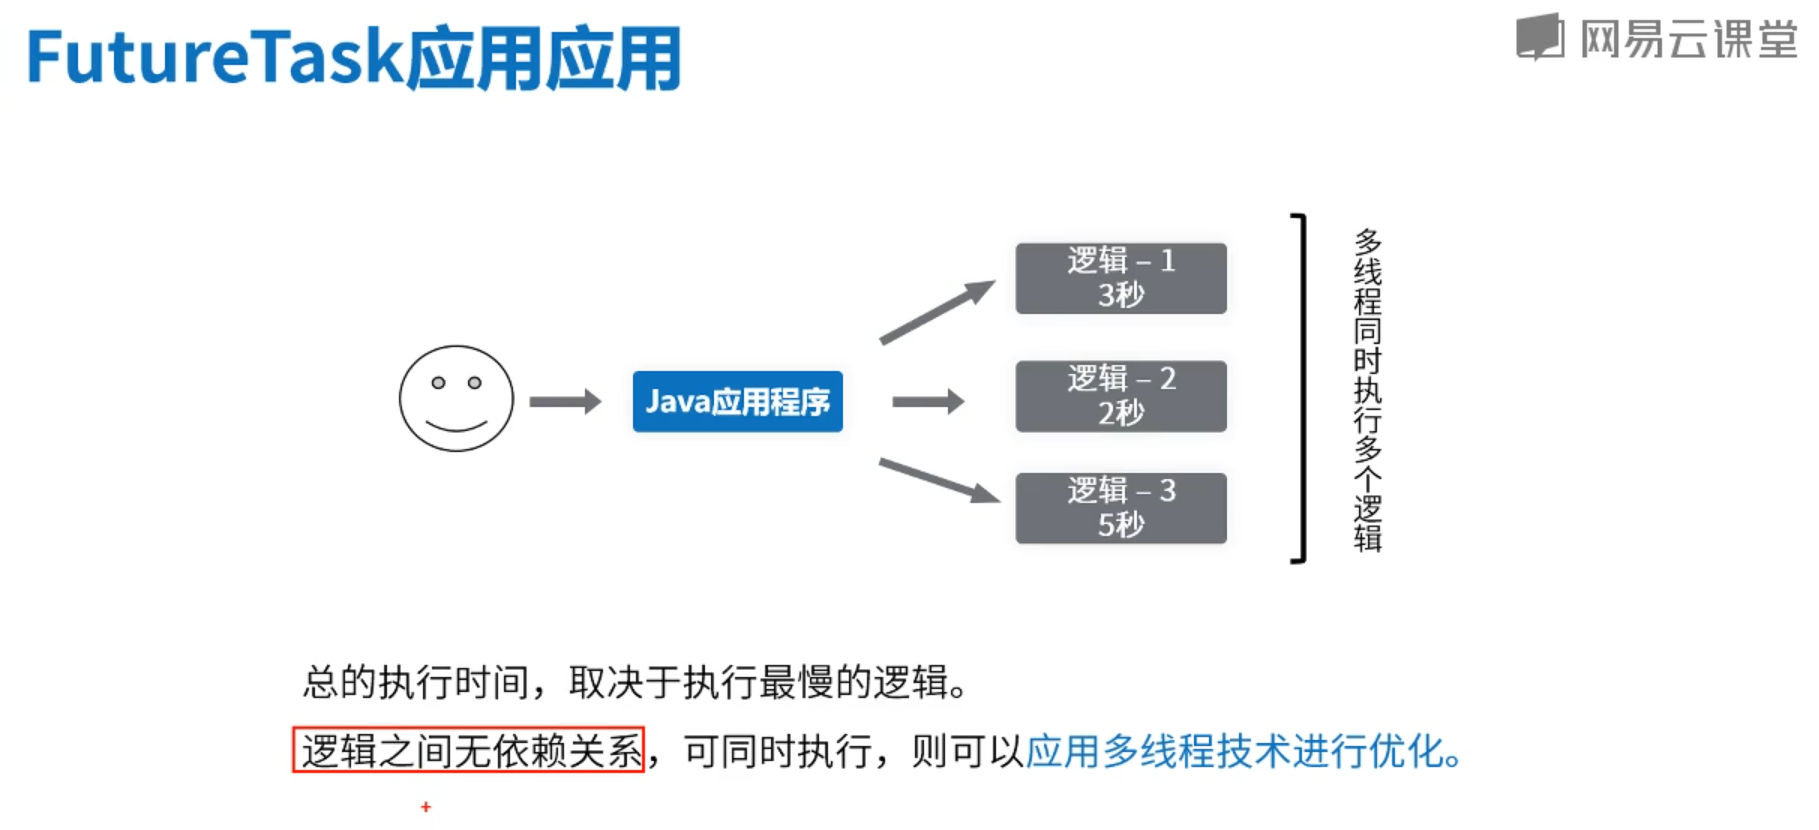 FutureTask应用应用
网易云课堂
Java应用程序
逻辑 – 1
3秒
逻辑 – 2
2秒
逻辑 – 3
5秒
多线程同时执行多个逻辑
总的执行时间，取决于执行最慢的逻辑。
逻辑之间无依赖关系，可同时执行，则可以应用多线程技术进行优化。